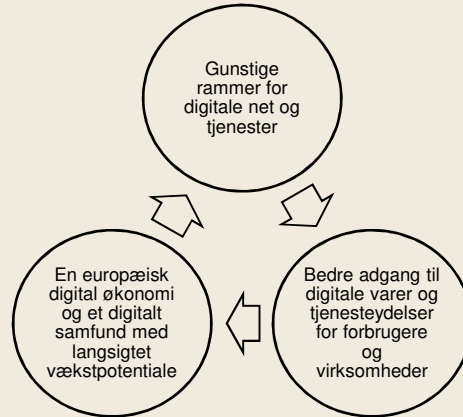 Gunstige
rammer for
digitale net og
tjenester
En europæisk
digital økonomi
og et digitalt
samfund med
langsigtet
vækstpotentiale
Bedre adgang til
digitale varer og
tjenesteydelser
for forbrugere
og
virksomheder